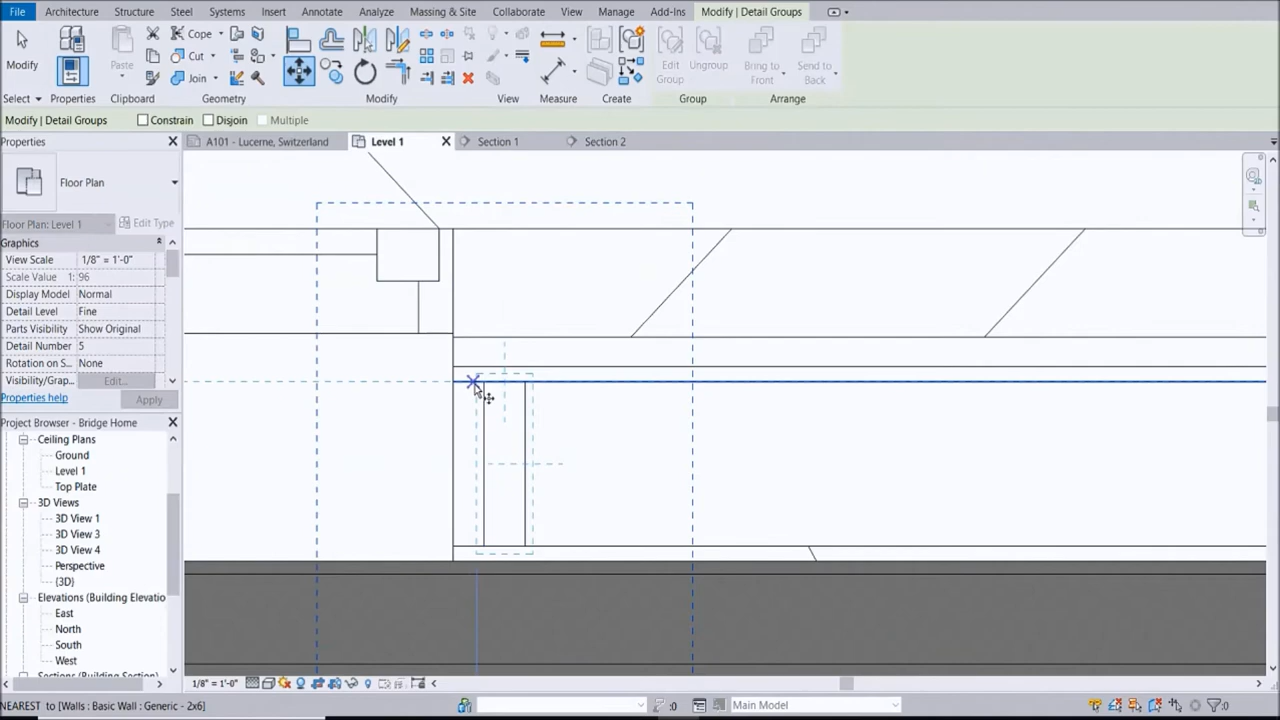 File Architecture Structure Steel Systems Insert Annotate Analyze Massing & Site Collaborate View Manage Add-Ins Modify | Detail Groups
Modify Paste Cope Cut Join Edit Group Ungroup Bring to Front Send to Back
Select Properties Clipboard Geometry Modify View Measure Create Group Arrange
Modify | Detail Groups Constrain Disjoin Multiple
Properties A101 - Lucerne, Switzerland Level 1 Section 1 Section 2
Floor Plan
Floor Plan: Level 1 Edit Type
Graphics
View Scale 1/8" = 1'-0"
Scale Value 1: 96
Display Model Normal
Detail Level Fine
Parts Visibility Show Original
Detail Number 5
Rotation on S... None
Visibility/Grap... Edit...
Properties help Apply
Project Browser - Bridge Home
Ceiling Plans
Ground
Level 1
Top Plate
3D Views
3D View 1
3D View 3
3D View 4
Perspective
{3D}
Elevations (Building Elevatio
East
North
South
West
Sections (Building Section)
1/8" = 1'-0"
NEAREST to [Walls : Basic Wall : Generic - 2x6] :0 Main Model :0